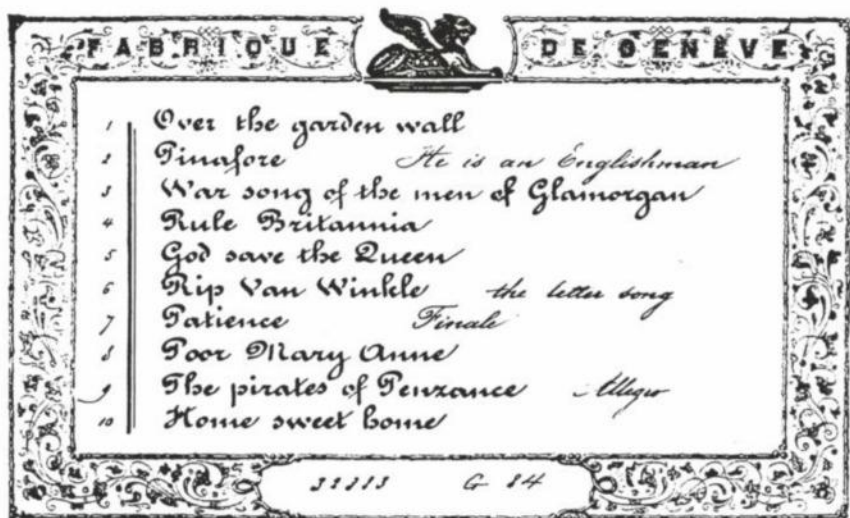 FABRIQUE DE GENÈVE
1 Over the garden wall
2 Pinafore He is an Englishman
3 War song of the men of Glamorgan
4 Rule Britannia
5 God save the Queen
6 Rip Van Winkle the letter song
7 Patience Finale
8 Poor Mary Anne
9 The pirates of Penzance Allegro
10 Home sweet home
G 84